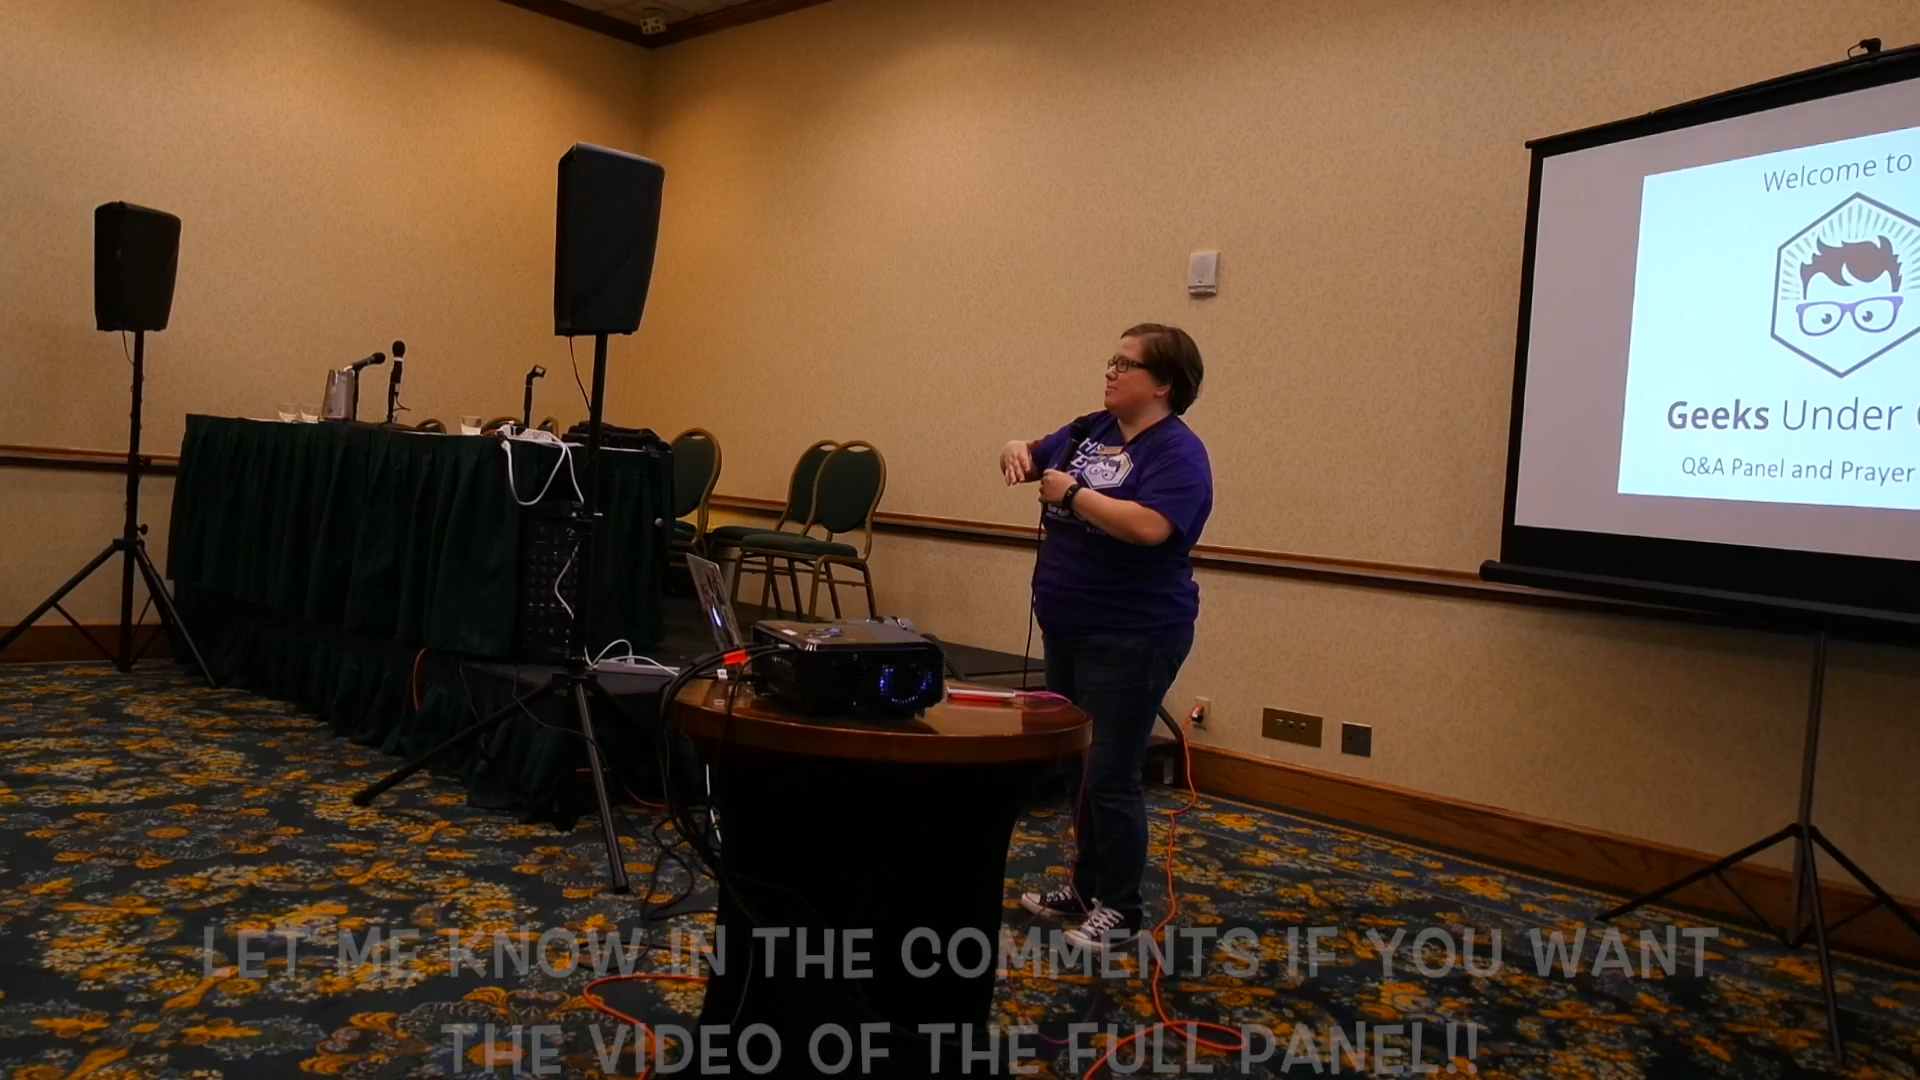 Welcome to
Geeks Under
Q&A Panel and Prayer
LET ME KNOW IN THE COMMENTS IF YOU WANT
THE VIDEO OF THE FULL PANEL!!